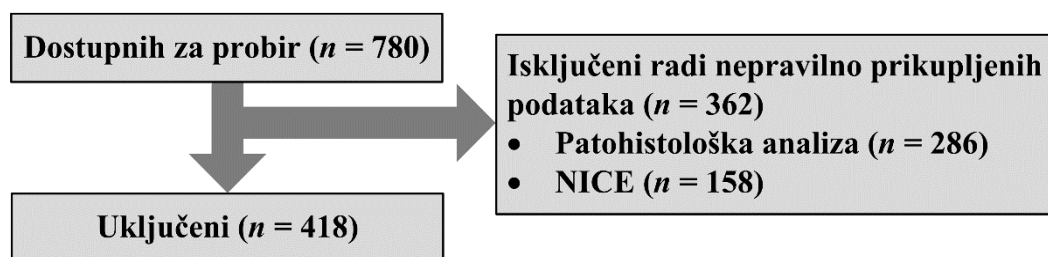 Dostupnih za probir (n = 780)
Isključeni radi nepravilno prikupljenih
podataka (n = 362)
• Patohistološka analiza (n = 286)
• NICE (n = 158)
Uključeni (n = 418)